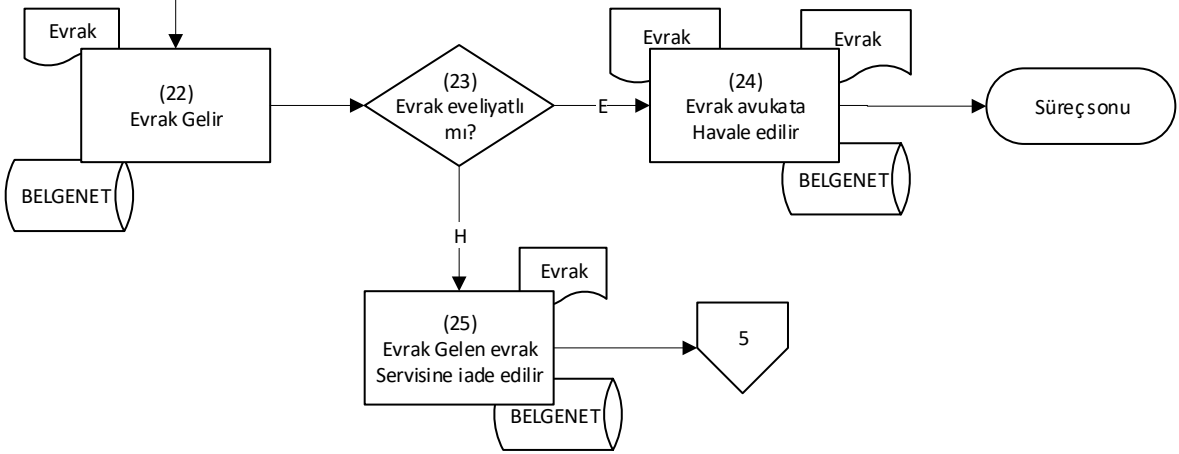 Evrak
(22)
Evrak Gelir
BELGENET
(23)
Evrak eveliyatlı
mı?
E
Evrak
Evrak
(24)
Evrak avukata
Havale edilir
BELGENET
Süreç sonu
H
Evrak
(25)
Evrak Gelen evrak
Servisine iade edilir
BELGENET
5